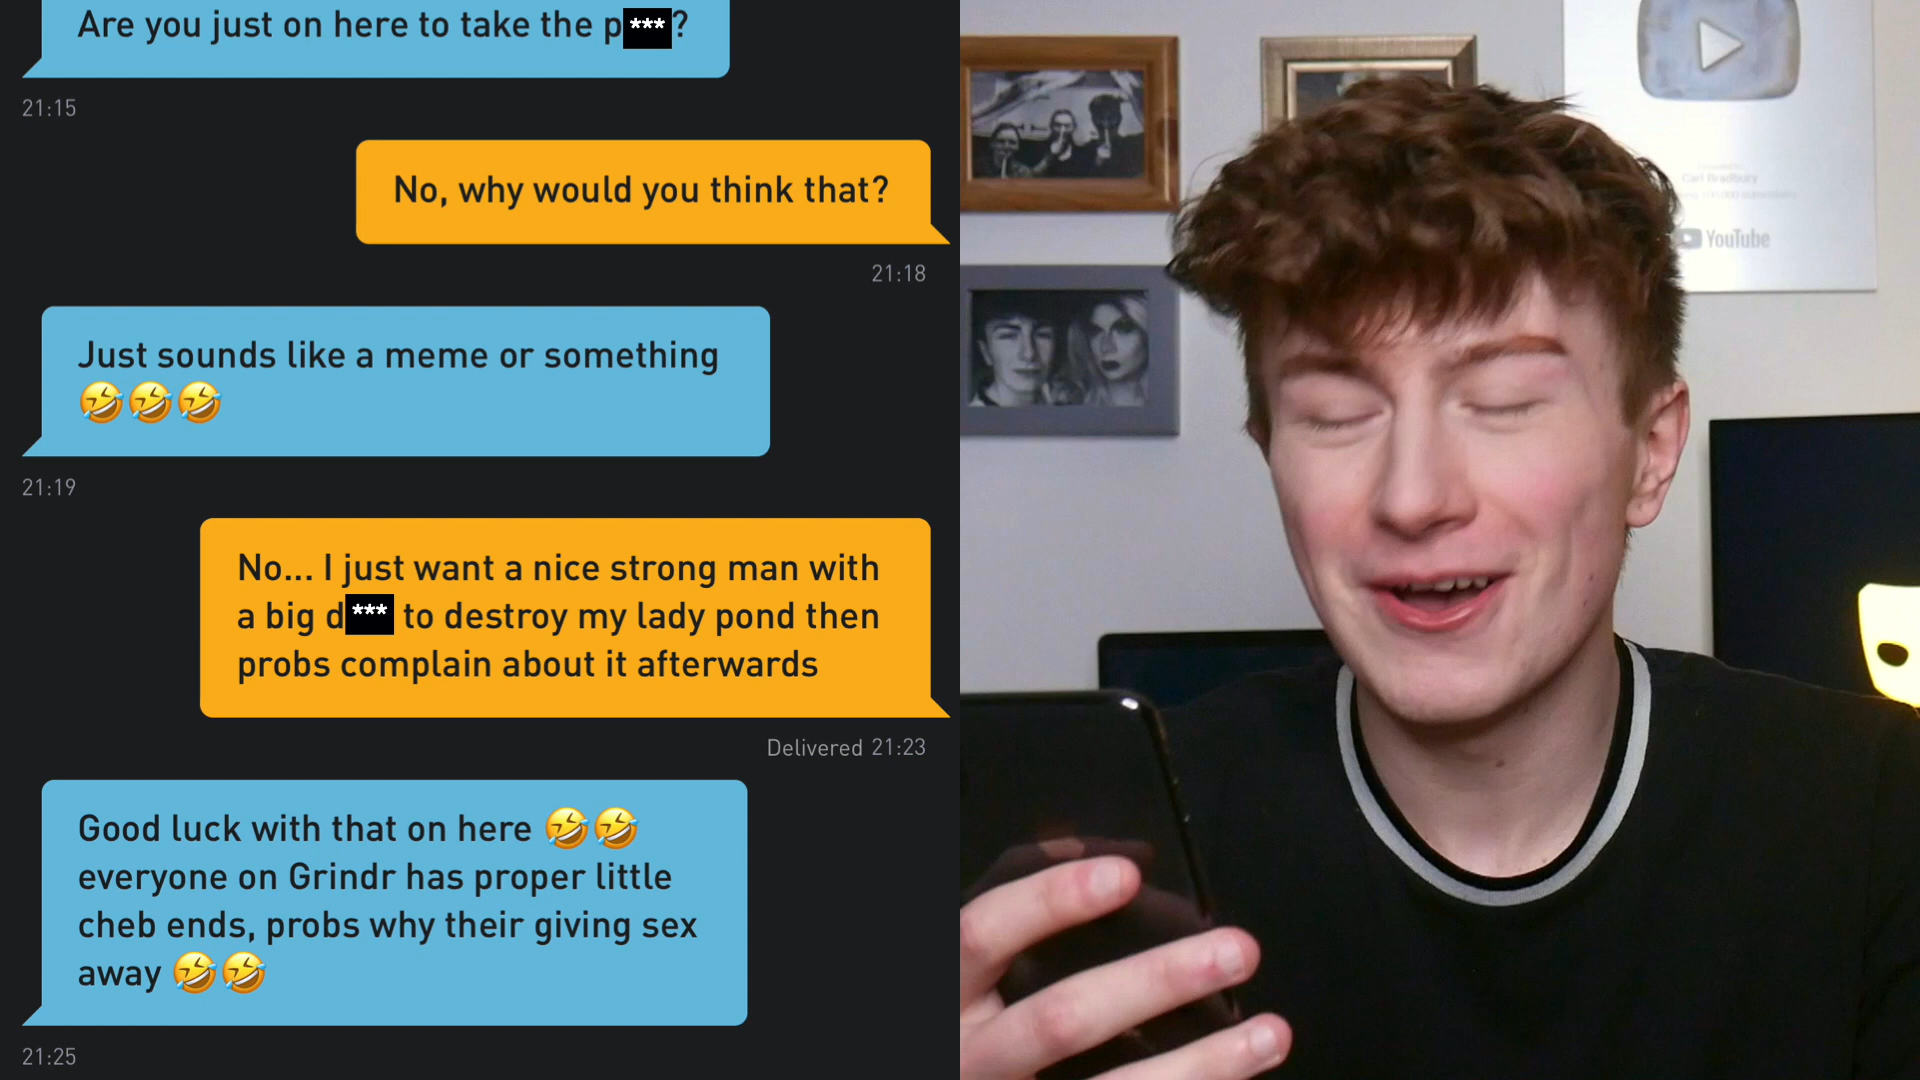 Are you just on here to take the p***?
21:15
No, why would you think that?
21:18
Just sounds like a meme or something
🤣🤣🤣
21:19
No... I just want a nice strong man with
a big d*** to destroy my lady pond then
probs complain about it afterwards
Delivered 21:23
Good luck with that on here 🤣🤣
everyone on Grindr has proper little
cheb ends, probs why their giving sex
away 🤣🤣
21:25
Carl Bradbury
YouTube